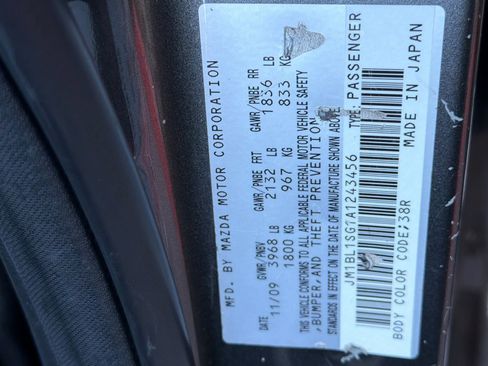 MFD. BY MAZDA MOTOR CORPORATION
DATE GVWR/PNBV GAWR/PNBE FRT GAWR/PNBE RR
11/09 3968 LB 2132 LB 1836 LB
1800 KG 967 KG 833 KG
THIS VEHICLE CONFORMS TO ALL APPLICABLE FEDERAL MOTOR VEHICLE SAFETY
,BUMPER,AND THEFT PREVENTION
STANDARDS IN EFFECT ON THE DATE OF MANUFACTURE SHOWN ABOVE
JM1BL1SG7A1243456 TYPE: PASSENGER
BODY COLOR CODE;38R MADE IN JAPAN